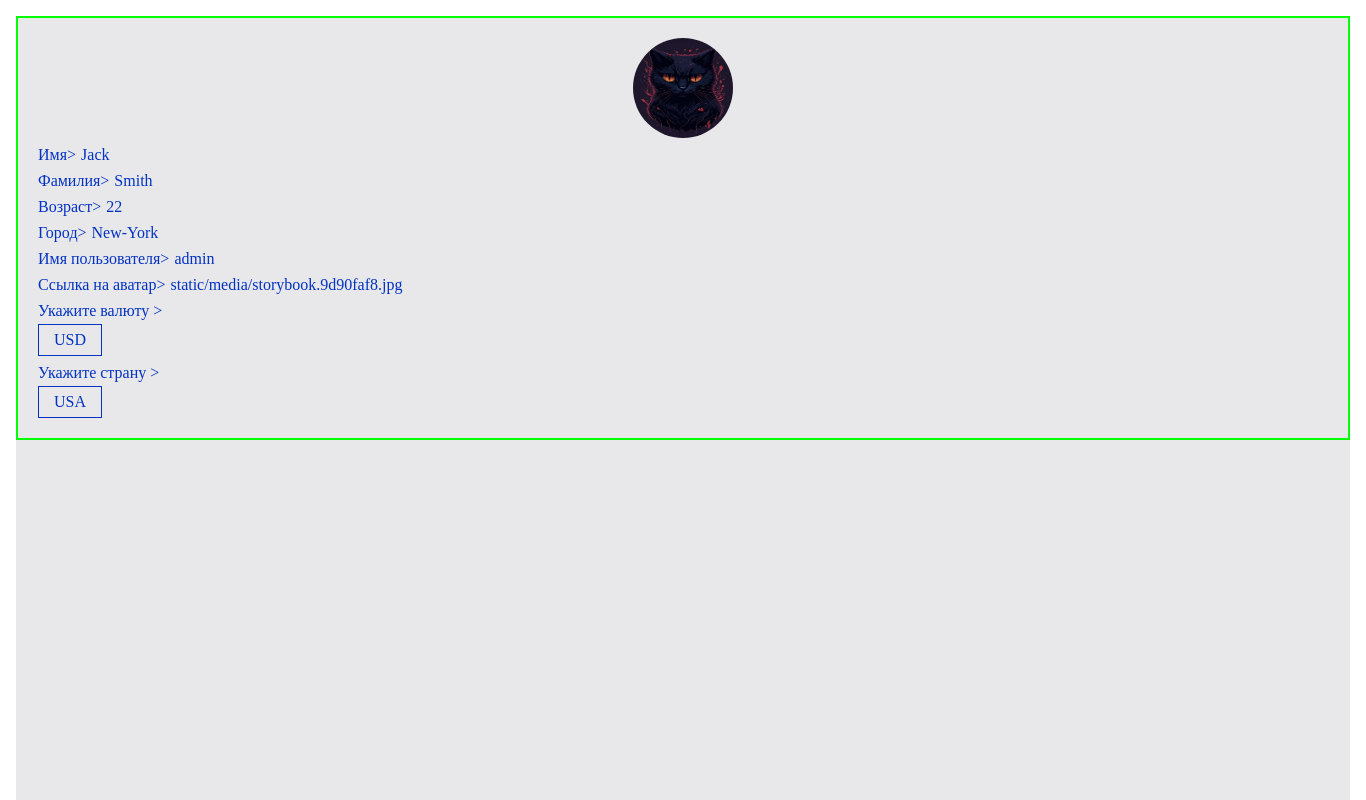 Имя> Jack
Фамилия> Smith
Возраст> 22
Город> New-York
Имя пользователя> admin
Ссылка на аватар> static/media/storybook.9d90faf8.jpg
Укажите валюту >
USD
Укажите страну >
USA